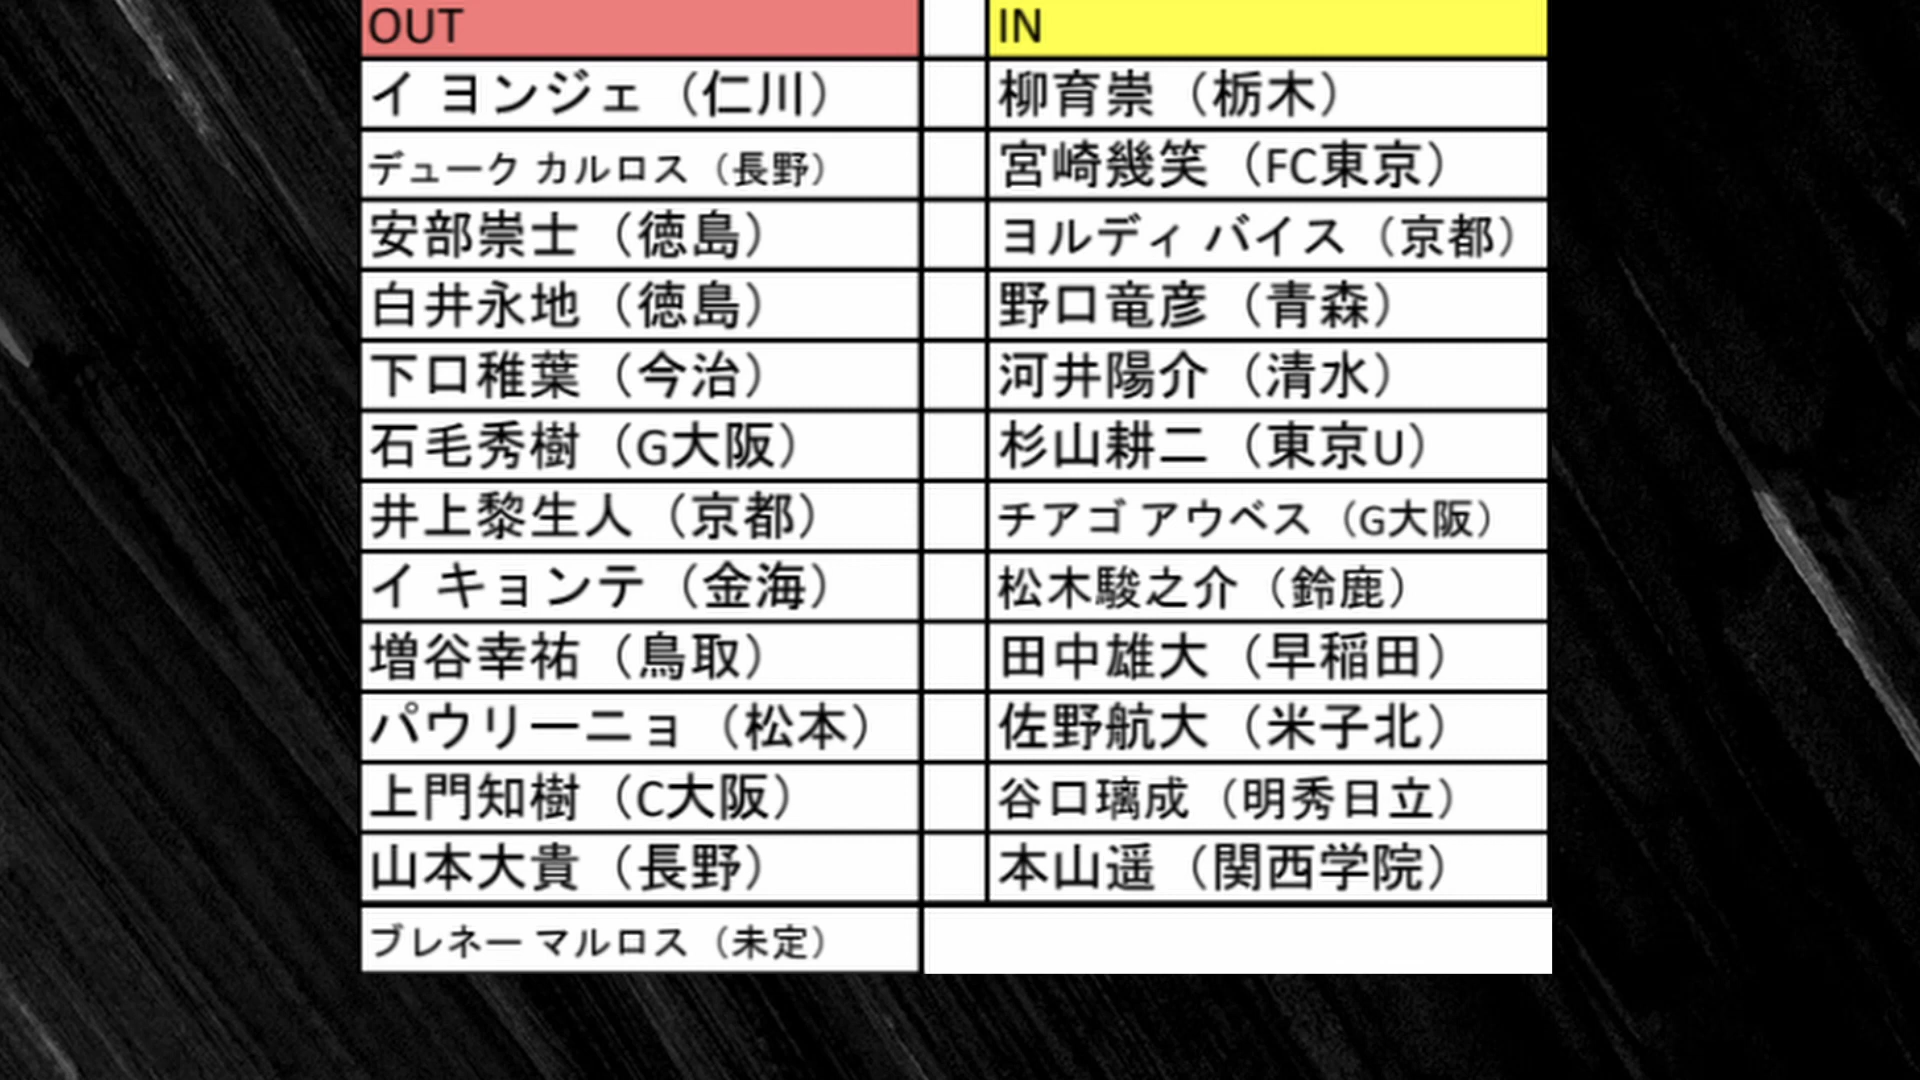 OUT IN
イ ヨンジェ（仁川） 柳育崇（栃木）
デューク カルロス（長野） 宮崎幾笑（FC東京）
安部崇士（徳島） ヨルディ バイス（京都）
白井永地（徳島） 野口竜彦（青森）
下口稚葉（今治） 河井陽介（清水）
石毛秀樹（G大阪） 杉山耕二（東京U）
井上黎生人（京都） チアゴ アウベス（G大阪）
イ キョンテ（金海） 松木駿之介（鈴鹿）
増谷幸祐（鳥取） 田中雄大（早稲田）
パウリーニョ（松本） 佐野航大（米子北）
上門知樹（C大阪） 谷口璃成（明秀日立）
山本大貴（長野） 本山遥（関西学院）
ブレネー マルロス（未定）